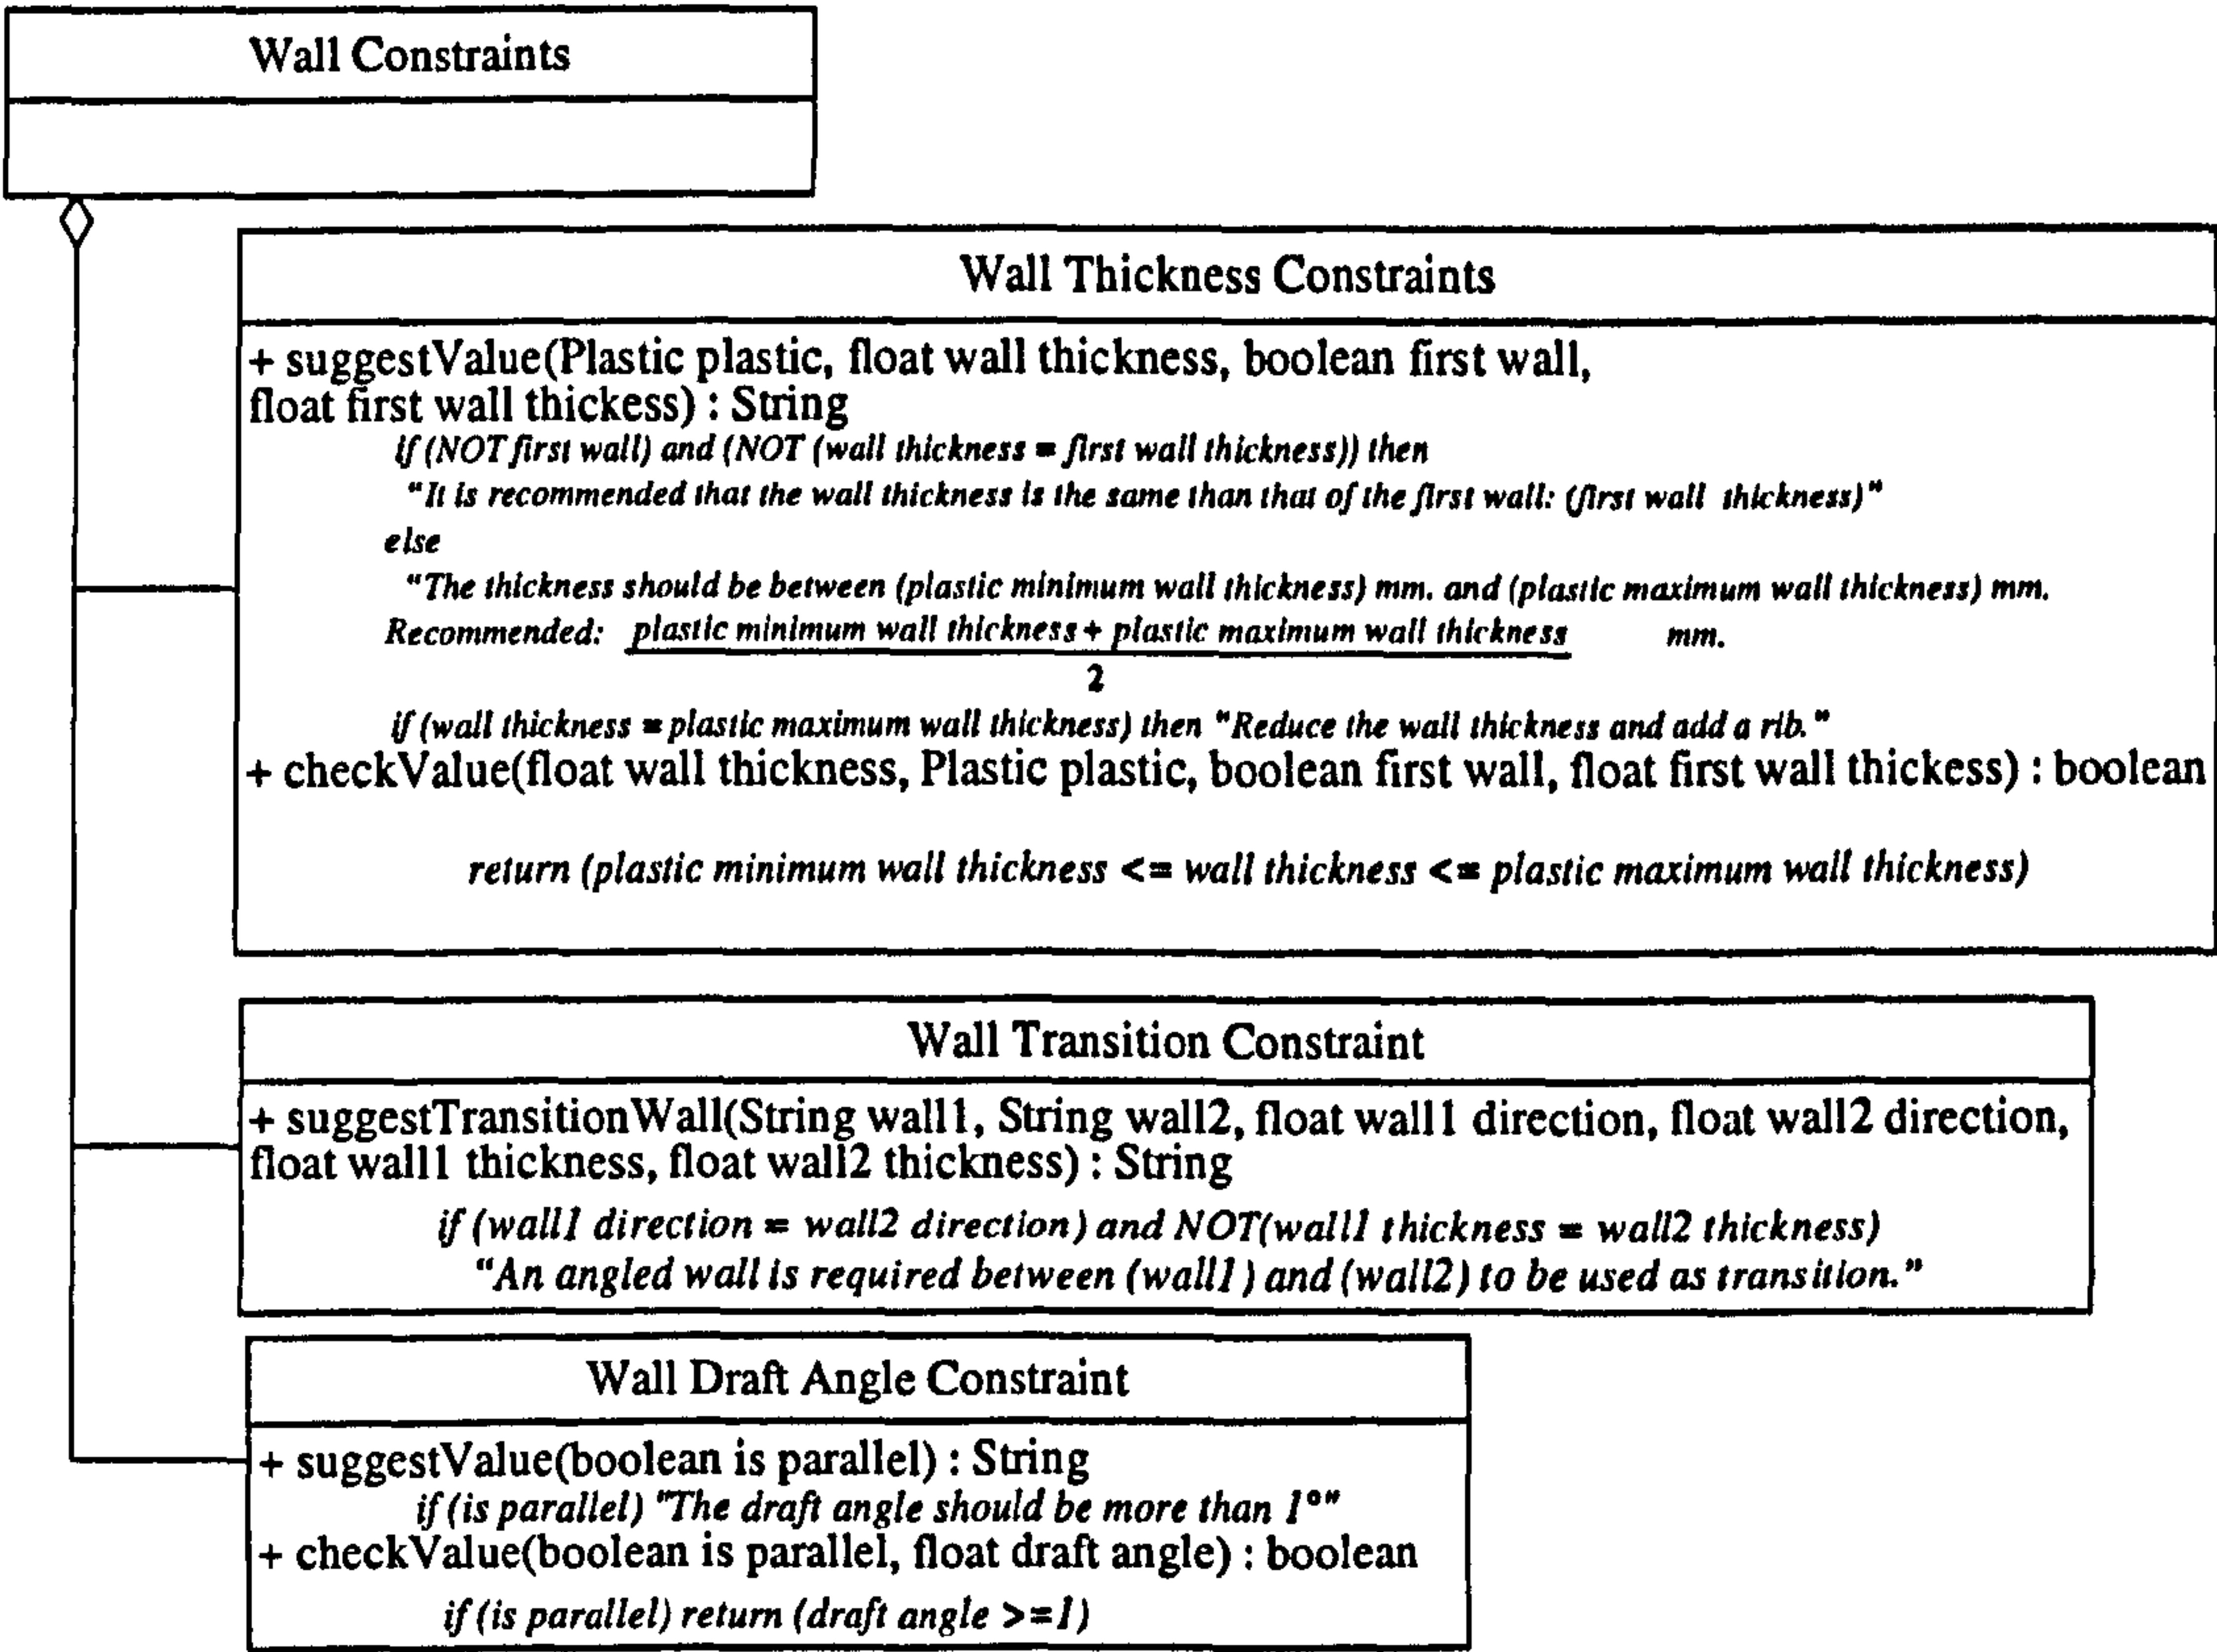 Wall Constraints
Wall Thickness Constraints
+ suggestValue(Plastic plastic, float wall thickness, boolean first wall,
float first wall thickess) : String
if (NOT first wall) and (NOT (wall thickness = first wall thickness)) then
"It is recommended that the wall thickness is the same than that of the first wall: (first wall thickness)"
else
"The thickness should be between (plastic minimum wall thickness) mm. and (plastic maximum wall thickness) mm.
Recommended: plastic minimum wall thickness + plastic maximum wall thickness mm.
2
if (wall thickness = plastic maximum wall thickness) then "Reduce the wall thickness and add a rib."
+ checkValue(float wall thickness, Plastic plastic, boolean first wall, float first wall thickess) : boolean
return (plastic minimum wall thickness <= wall thickness <= plastic maximum wall thickness)
Wall Transition Constraint
+ suggestTransitionWall(String wall1, String wall2, float wall1 direction, float wall2 direction,
float wall1 thickness, float wall2 thickness) : String
if (wall1 direction = wall2 direction) and NOT(wall1 thickness = wall2 thickness)
"An angled wall is required between (wall1) and (wall2) to be used as transition."
Wall Draft Angle Constraint
+ suggestValue(boolean is parallel) : String
if (is parallel) "The draft angle should be more than 1°"
+ checkValue(boolean is parallel, float draft angle) : boolean
if (is parallel) return (draft angle >=1)